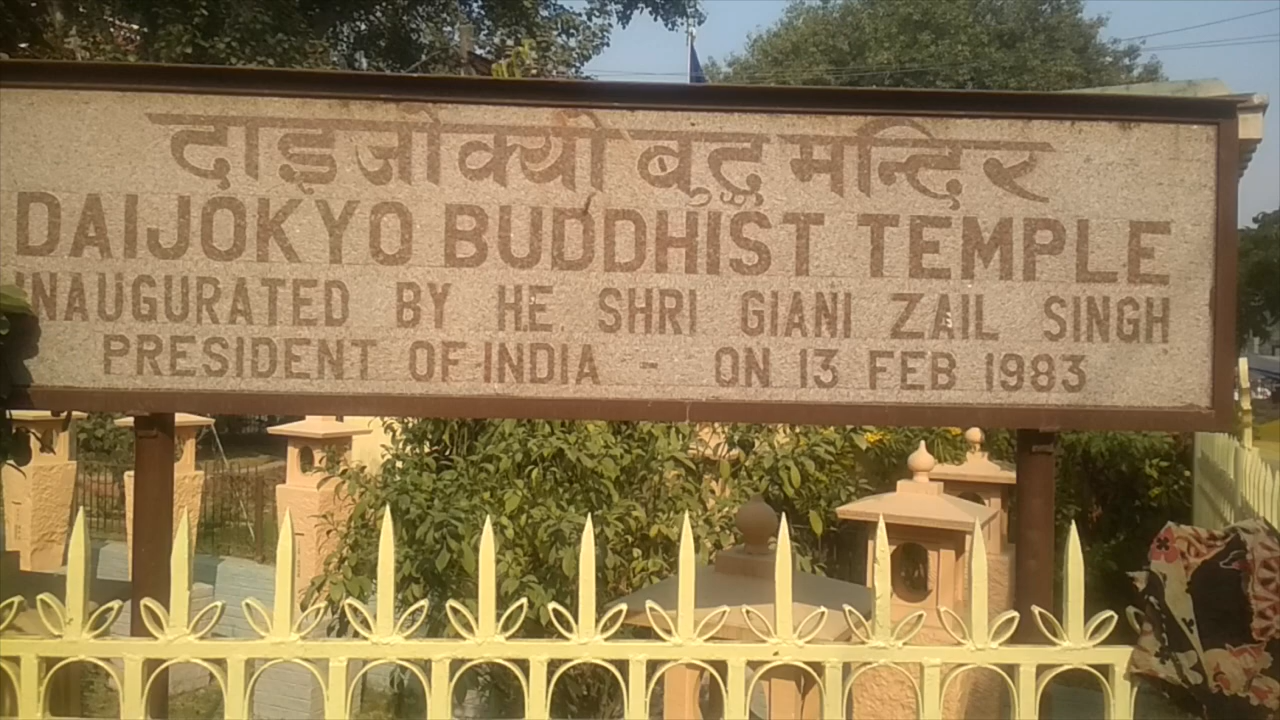 दाइजोक्यो बुद्ध मन्दिर
DAIJOKYO BUDDHIST TEMPLE
INAUGURATED BY H.E. SHRI GIANI ZAIL SINGH
PRESIDENT OF INDIA - ON 13 FEB 1983